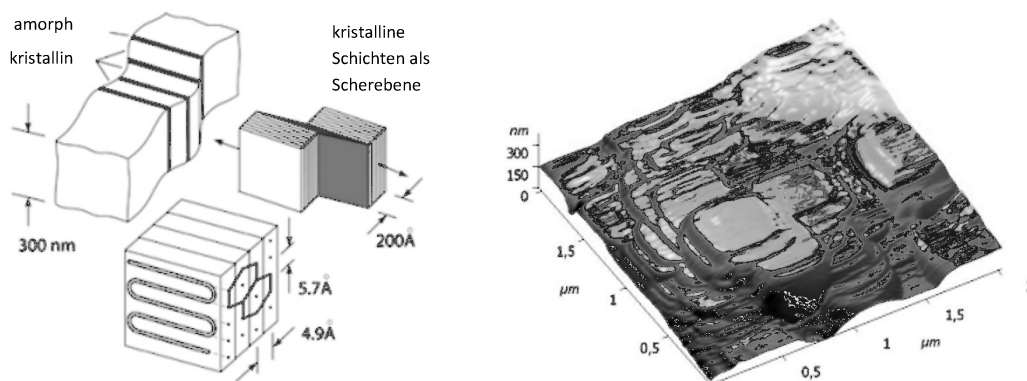 amorph
kristallin
kristalline
Schichten als
Scherebene
300 nm
200Å
5.7Å
4.9Å
nm
300
150
0
1,5
µm
1
0,5
0,5
1
µm
1,5